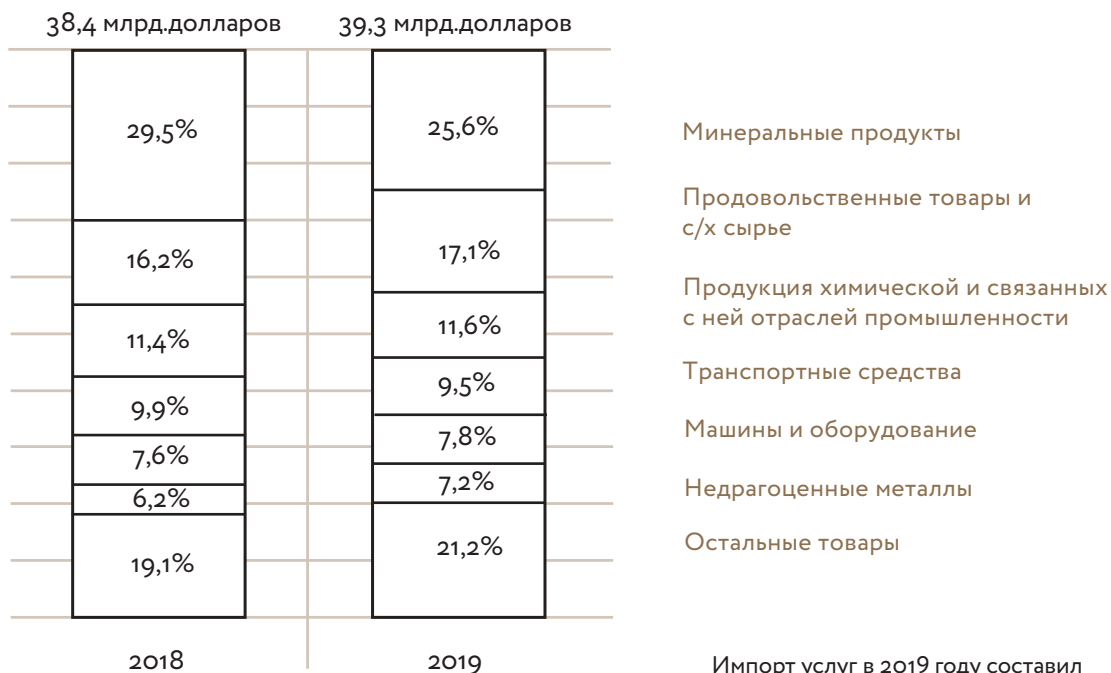 38,4 млрд.долларов
39,3 млрд.долларов
29,5%
16,2%
11,4%
9,9%
7,6%
6,2%
19,1%
25,6%
17,1%
11,6%
9,5%
7,8%
7,2%
21,2%
Минеральные продукты
Продовольственные товары и
с/х сырье
Продукция химической и связанных
с ней отраслей промышленности
Транспортные средства
Машины и оборудование
Недрагоценные металлы
Остальные товары
2018
2019
Импорт услуг в 2019 году составил